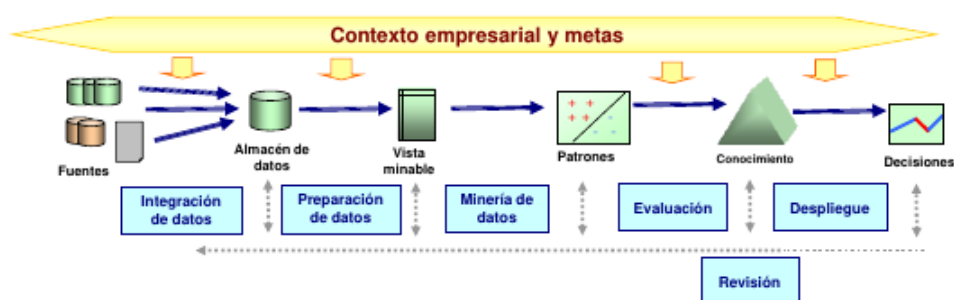 Contexto empresarial y metas
Fuentes
Almacén de
datos
Vista
minable
Patrones
Conocimiento
Decisiones
Integración
de datos
Preparación
de datos
Minería de
datos
Evaluación
Despliegue
Revisión